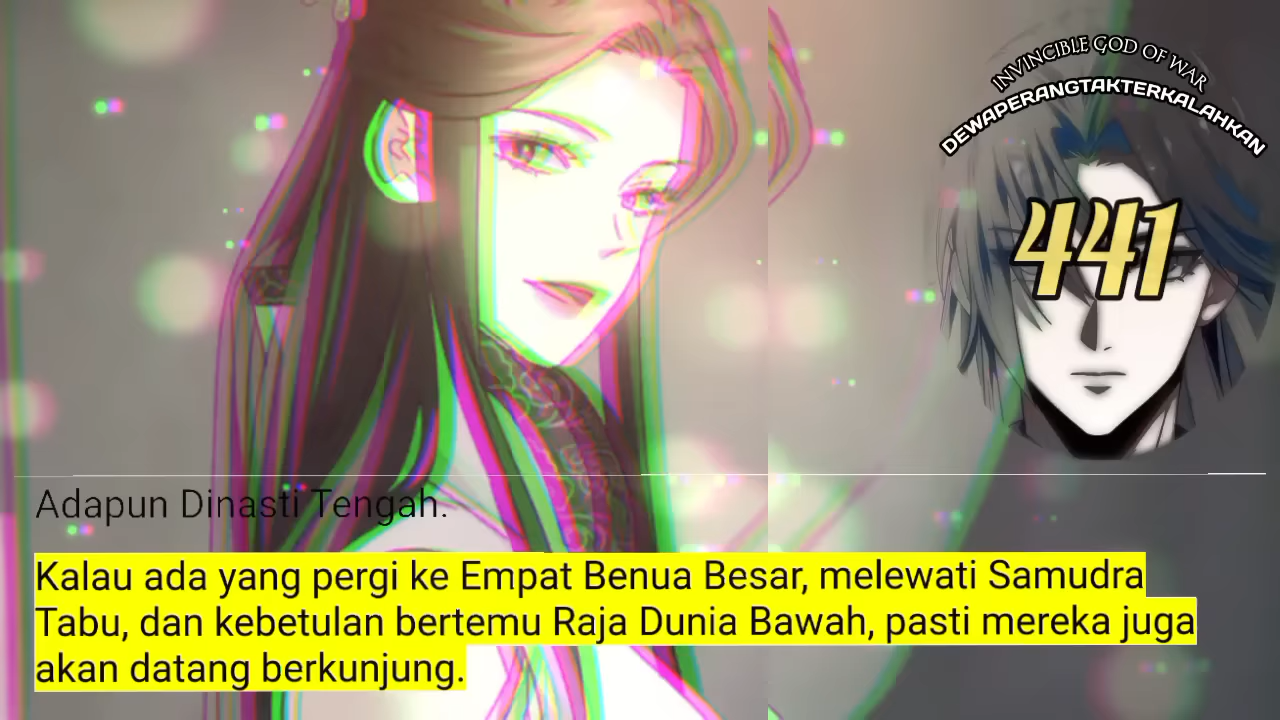 INVINCIBLE GOD OF WAR
DEWAPERANGTAKTERKALAHKAN
441
Adapun Dinasti Tengah.
Kalau ada yang pergi ke Empat Benua Besar, melewati Samudra
Tabu, dan kebetulan bertemu Raja Dunia Bawah, pasti mereka juga
akan datang berkunjung.